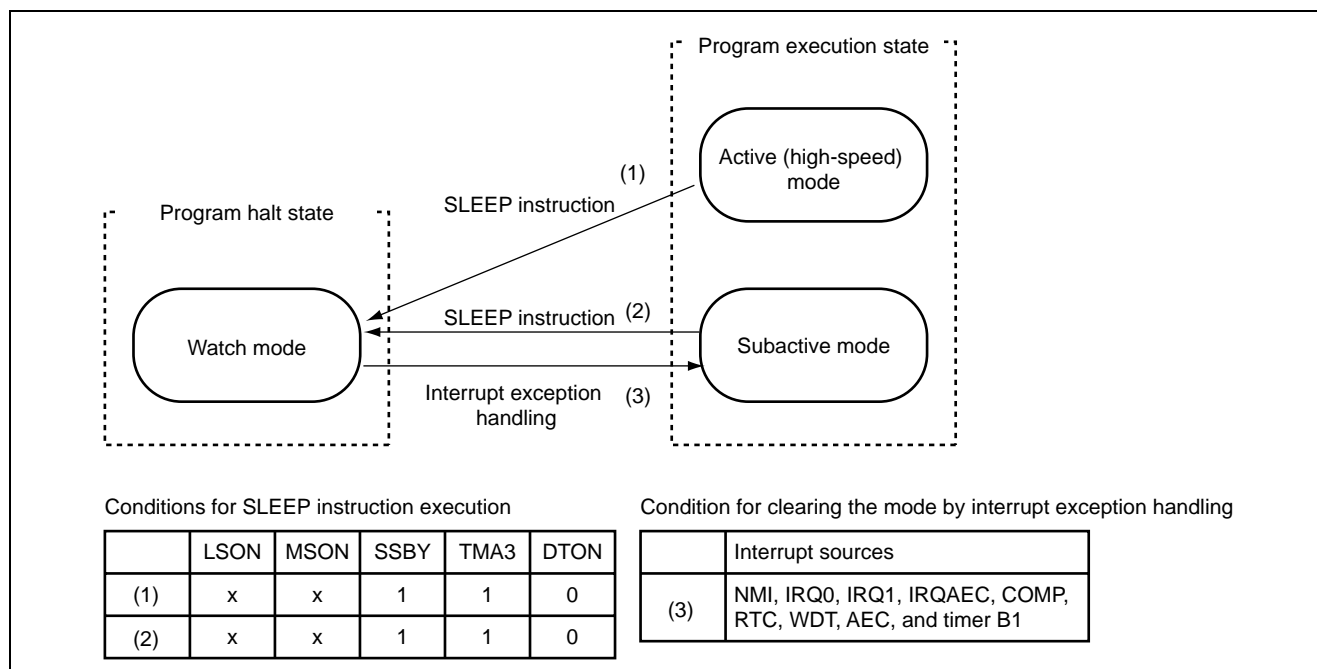 Program execution state
Active (high-speed)
mode
(1)
SLEEP instruction
Program halt state
(2)
SLEEP instruction
Watch mode
Subactive mode
Interrupt exception
handling
(3)
Conditions for SLEEP instruction execution
LSON MSON SSBY TMA3 DTON
(1) x x 1 1 0
(2) x x 1 1 0
Condition for clearing the mode by interrupt exception handling
Interrupt sources
(3) NMI, IRQ0, IRQ1, IRQAEC, COMP,
RTC, WDT, AEC, and timer B1